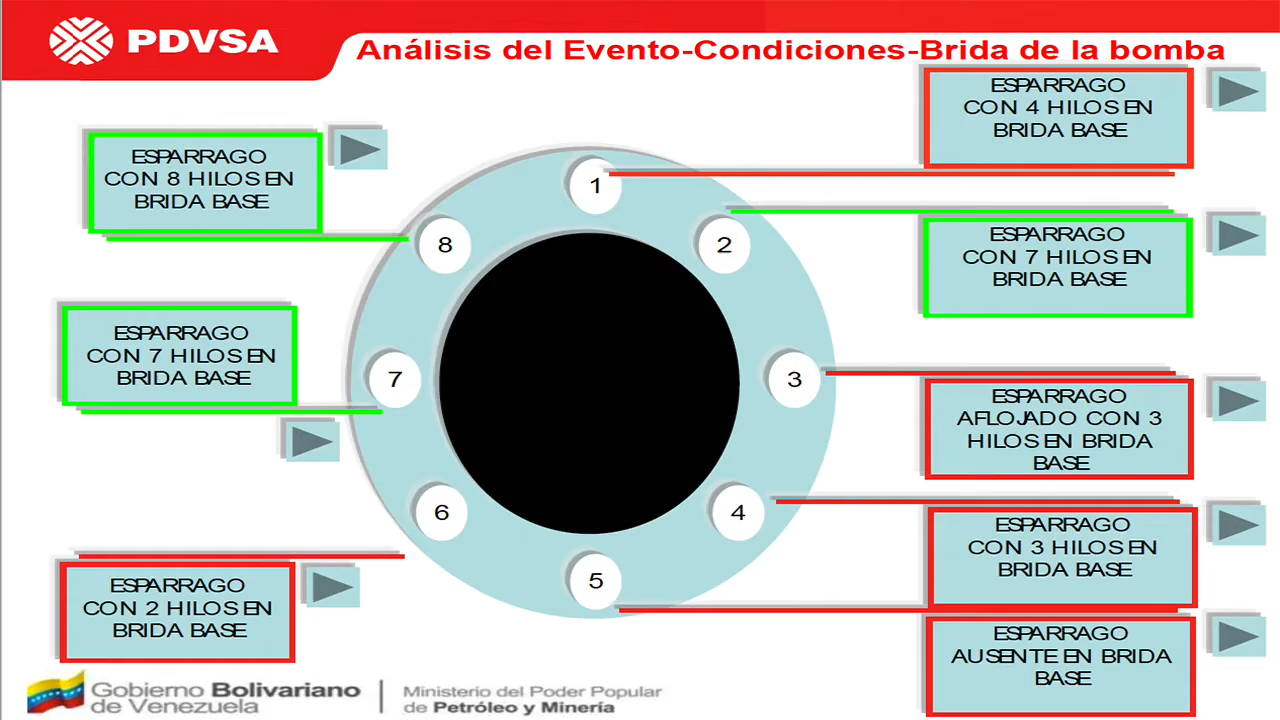 PDVSA
Análisis del Evento-Condiciones-Brida de la bomba
ESPARRAGO
CON 4 HILOS EN
BRIDA BASE
ESPARRAGO
CON 8 HILOS EN
BRIDA BASE
1
8
2
ESPARRAGO
CON 7 HILOS EN
BRIDA BASE
ESPARRAGO
CON 7 HILOS EN
BRIDA BASE
7
3
ESPARRAGO
AFLOJADO CON 3
HILOS EN BRIDA
BASE
6
4
ESPARRAGO
CON 3 HILOS EN
BRIDA BASE
5
ESPARRAGO
CON 2 HILOS EN
BRIDA BASE
ESPARRAGO
AUSENTE EN BRIDA
BASE
Gobierno Bolivariano
de Venezuela
Ministerio del Poder Popular
de Petróleo y Minería